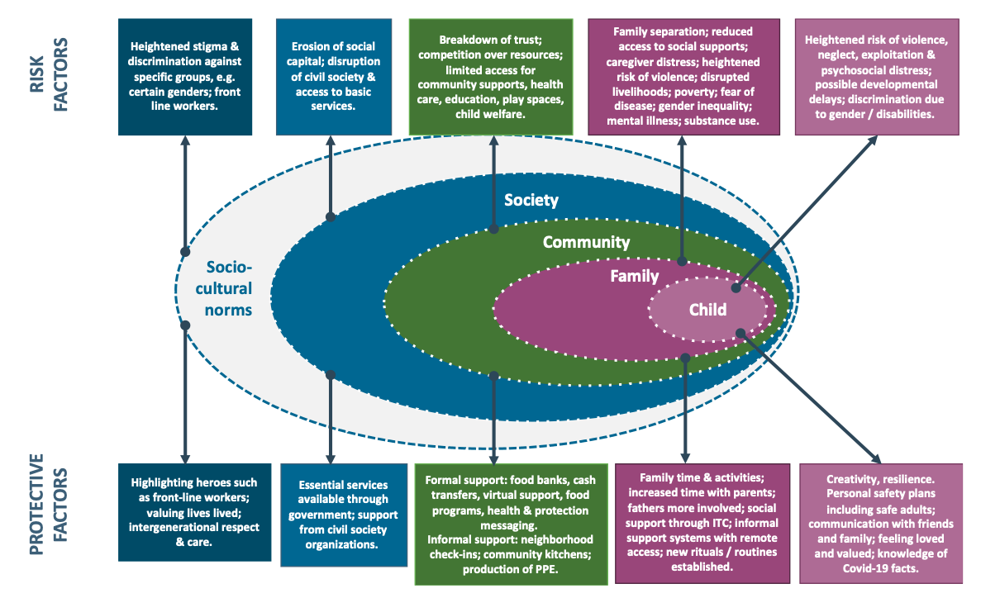 RISK
FACTORS
Heightened stigma &
discrimination against
specific groups, e.g.
certain genders; front
line workers.
Erosion of social
capital; disruption
of civil society &
access to basic
services.
Breakdown of trust;
competition over resources;
limited access for
community supports, health
care, education, play spaces,
child welfare.
Family separation; reduced
access to social supports;
caregiver distress; heightened
risk of violence; disrupted
livelihoods; poverty; fear of
disease; gender inequality;
mental illness; substance use.
Heightened risk of violence,
neglect, exploitation &
psychosocial distress;
possible developmental
delays; discrimination due
to gender / disabilities.
Society
Community
Family
Child
Socio-
cultural
norms
PROTECTIVE
FACTORS
Highlighting heroes such
as front-line workers;
valuing lives lived;
intergenerational respect
& care.
Essential services
available through
government; support
from civil society
organizations.
Formal support: food banks, cash
transfers, virtual support, food
programs, health & protection
messaging.
Informal support: neighborhood
check-ins; community kitchens;
production of PPE.
Family time & activities;
increased time with parents;
fathers more involved; social
support through ITC; informal
support systems with remote
access; new rituals / routines
established.
Creativity, resilience.
Personal safety plans
including safe adults;
communication with friends
and family; feeling loved
and valued; knowledge of
Covid-19 facts.